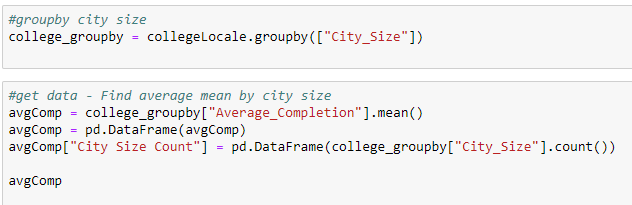 #groupby city size
college_groupby = collegeLocale.groupby(["City_Size"])
#get data - Find average mean by city size
avgComp = college_groupby["Average_Completion"].mean()
avgComp = pd.DataFrame(avgComp)
avgComp["City Size Count"] = pd.DataFrame(college_groupby["City_Size"].count())
avgComp